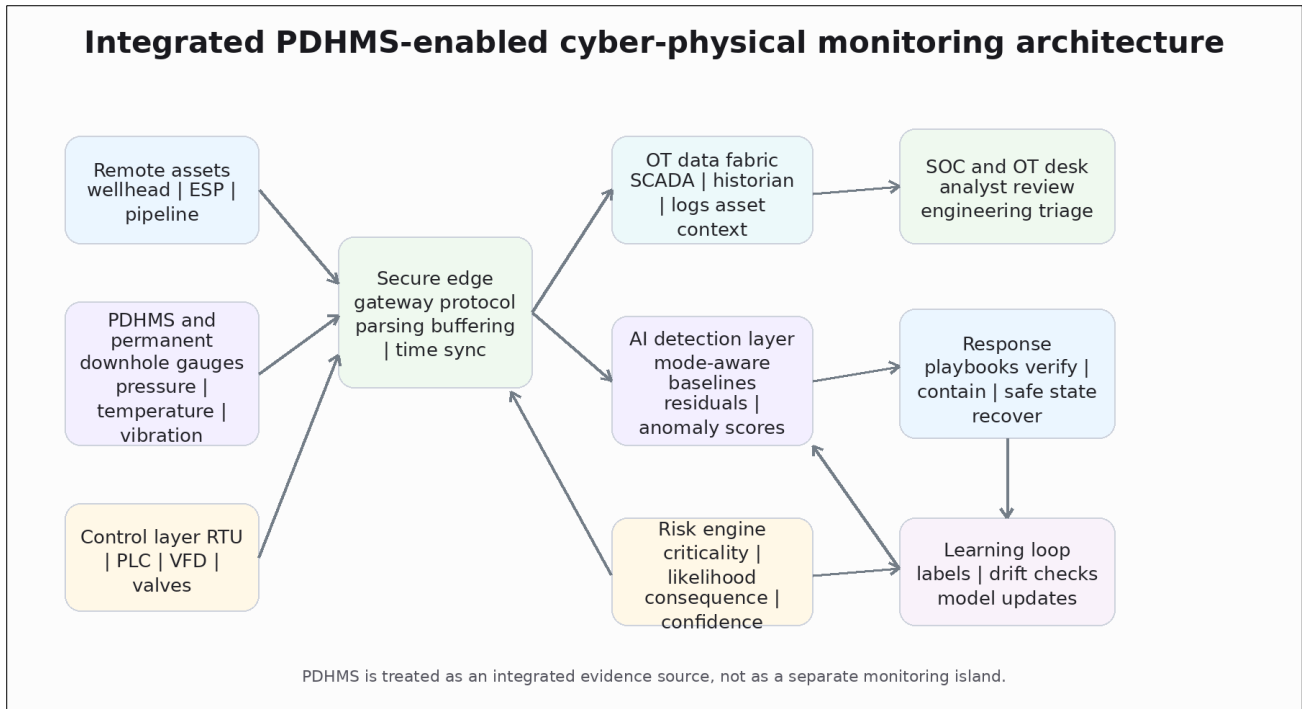 Integrated PDHMS-enabled cyber-physical monitoring architecture
Remote assets
wellhead | ESP |
pipeline
PDHMS and
permanent
downhole gauges
pressure |
temperature |
vibration
Control layer RTU
| PLC | VFD |
valves
Secure edge
gateway protocol
parsing buffering
| time sync
OT data fabric
SCADA | historian
| logs asset
context
AI detection layer
mode-aware
baselines
residuals |
anomaly scores
Risk engine
criticality |
likelihood
consequence |
confidence
SOC and OT desk
analyst review
engineering triage
Response
playbooks verify |
contain | safe state
recover
Learning loop
labels | drift checks
model updates
PDHMS is treated as an integrated evidence source, not as a separate monitoring island.